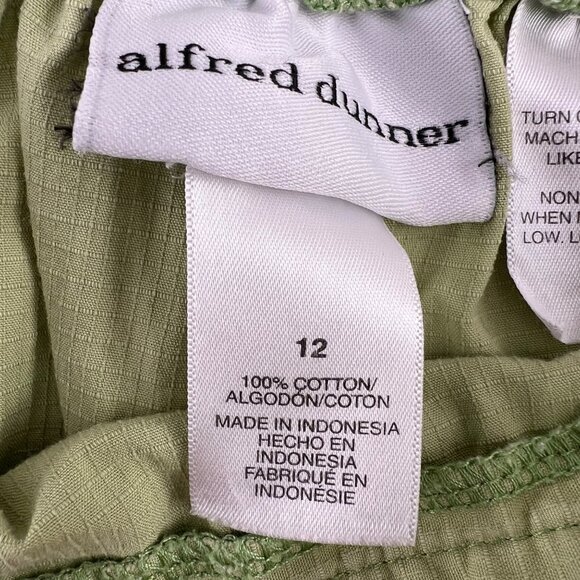 alfred dunner
12
100% COTTON/
ALGODÓN/COTON
MADE IN INDONESIA
HECHO EN
INDONESIA
FABRIQUÉ EN
INDONÉSIE
TURN
MACH
LIKE
NON
WHEN
LOW. L